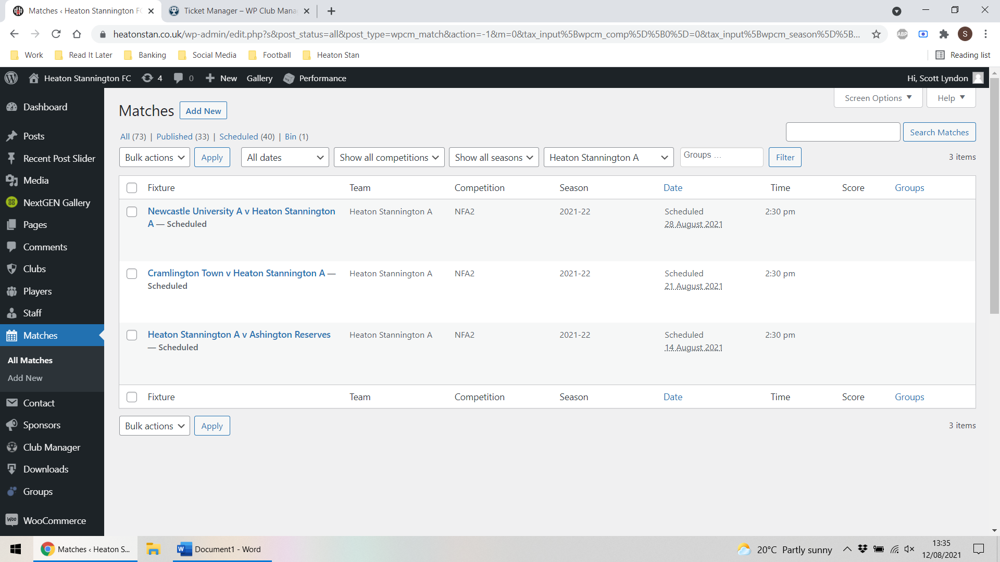 Matches ‹ Heaton Stannington FC
Ticket Manager – WP Club Mana
heatonstan.co.uk/wp-admin/edit.php?s&post_status=all&post_type=wpcm_match&action=-1&m=0&tax_input%5Bwpcm_comp%5D%5B0%5D=0&tax_input%5Bwpcm_season%5D%5B...
ABP
S
Work
Read It Later
Banking
Social Media
Football
Heaton Stan
Reading list
Heaton Stannington FC
4
0
New
Gallery
Performance
Hi, Scott Lyndon
Dashboard
Posts
Recent Post Slider
Media
NextGEN Gallery
Pages
Comments
Clubs
Players
Staff
Matches
All Matches
Add New
Contact
Sponsors
Club Manager
Downloads
Groups
Woo WooCommerce
Screen Options
Help
Matches
Add New
All (73) | Published (33) | Scheduled (40) | Bin (1)
Search Matches
Bulk actions
Apply
All dates
Show all competitions
Show all seasons
Heaton Stannington A
Groups ...
Filter
3 items
Fixture Team Competition Season Date Time Score Groups
Newcastle University A v Heaton Stannington Heaton Stannington A NFA2 2021-22 Scheduled 2:30 pm
A — Scheduled 28 August 2021
Cramlington Town v Heaton Stannington A — Heaton Stannington A NFA2 2021-22 Scheduled 2:30 pm
Scheduled 21 August 2021
Heaton Stannington A v Ashington Reserves Heaton Stannington A NFA2 2021-22 Scheduled 2:30 pm
— Scheduled 14 August 2021
Fixture Team Competition Season Date Time Score Groups
Bulk actions
Apply
3 items
Matches ‹ Heaton S...
Document1 - Word
20°C Partly sunny
13:35
12/08/2021